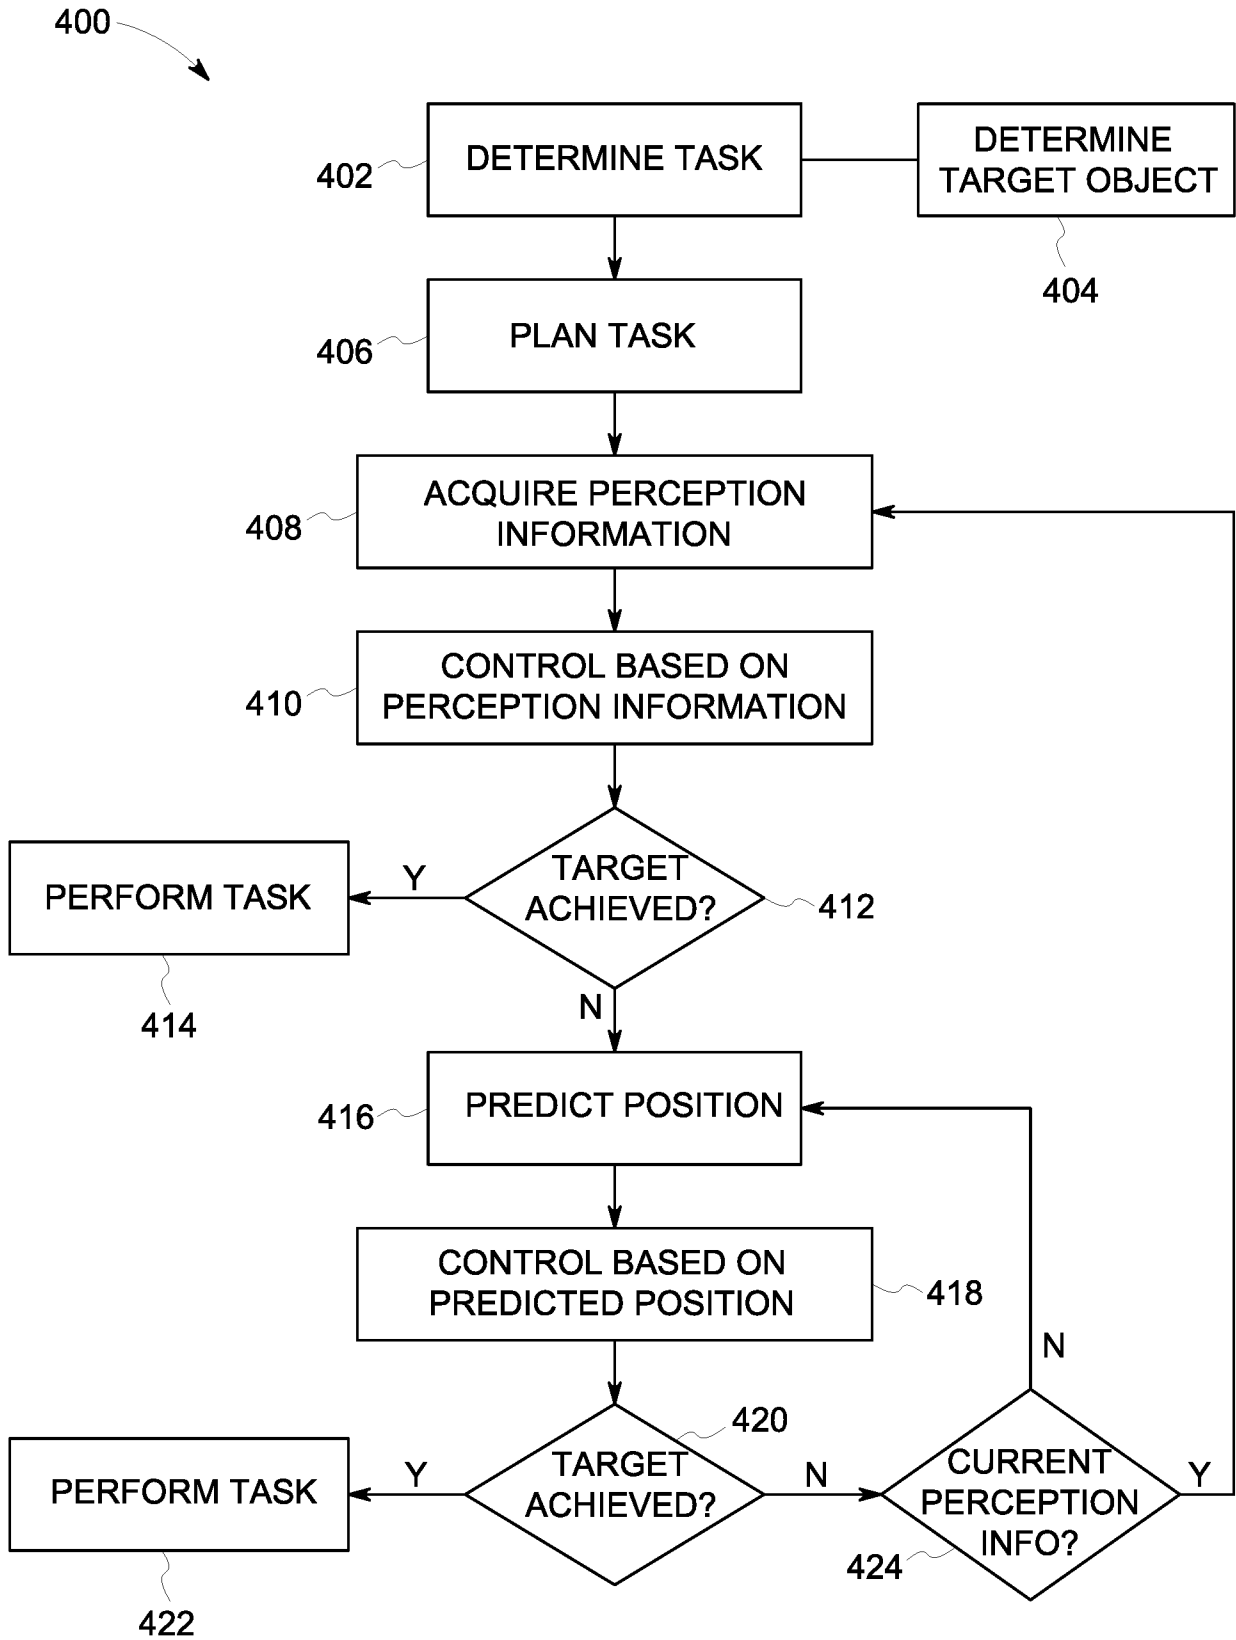 400
DETERMINE TASK
402
DETERMINE
TARGET OBJECT
404
PLAN TASK
406
ACQUIRE PERCEPTION
INFORMATION
408
CONTROL BASED ON
PERCEPTION INFORMATION
410
TARGET
ACHIEVED?
412
Y
PERFORM TASK
414
N
PREDICT POSITION
416
CONTROL BASED ON
PREDICTED POSITION
418
TARGET
ACHIEVED?
420
Y
PERFORM TASK
422
N
CURRENT
PERCEPTION
INFO?
424
N
Y